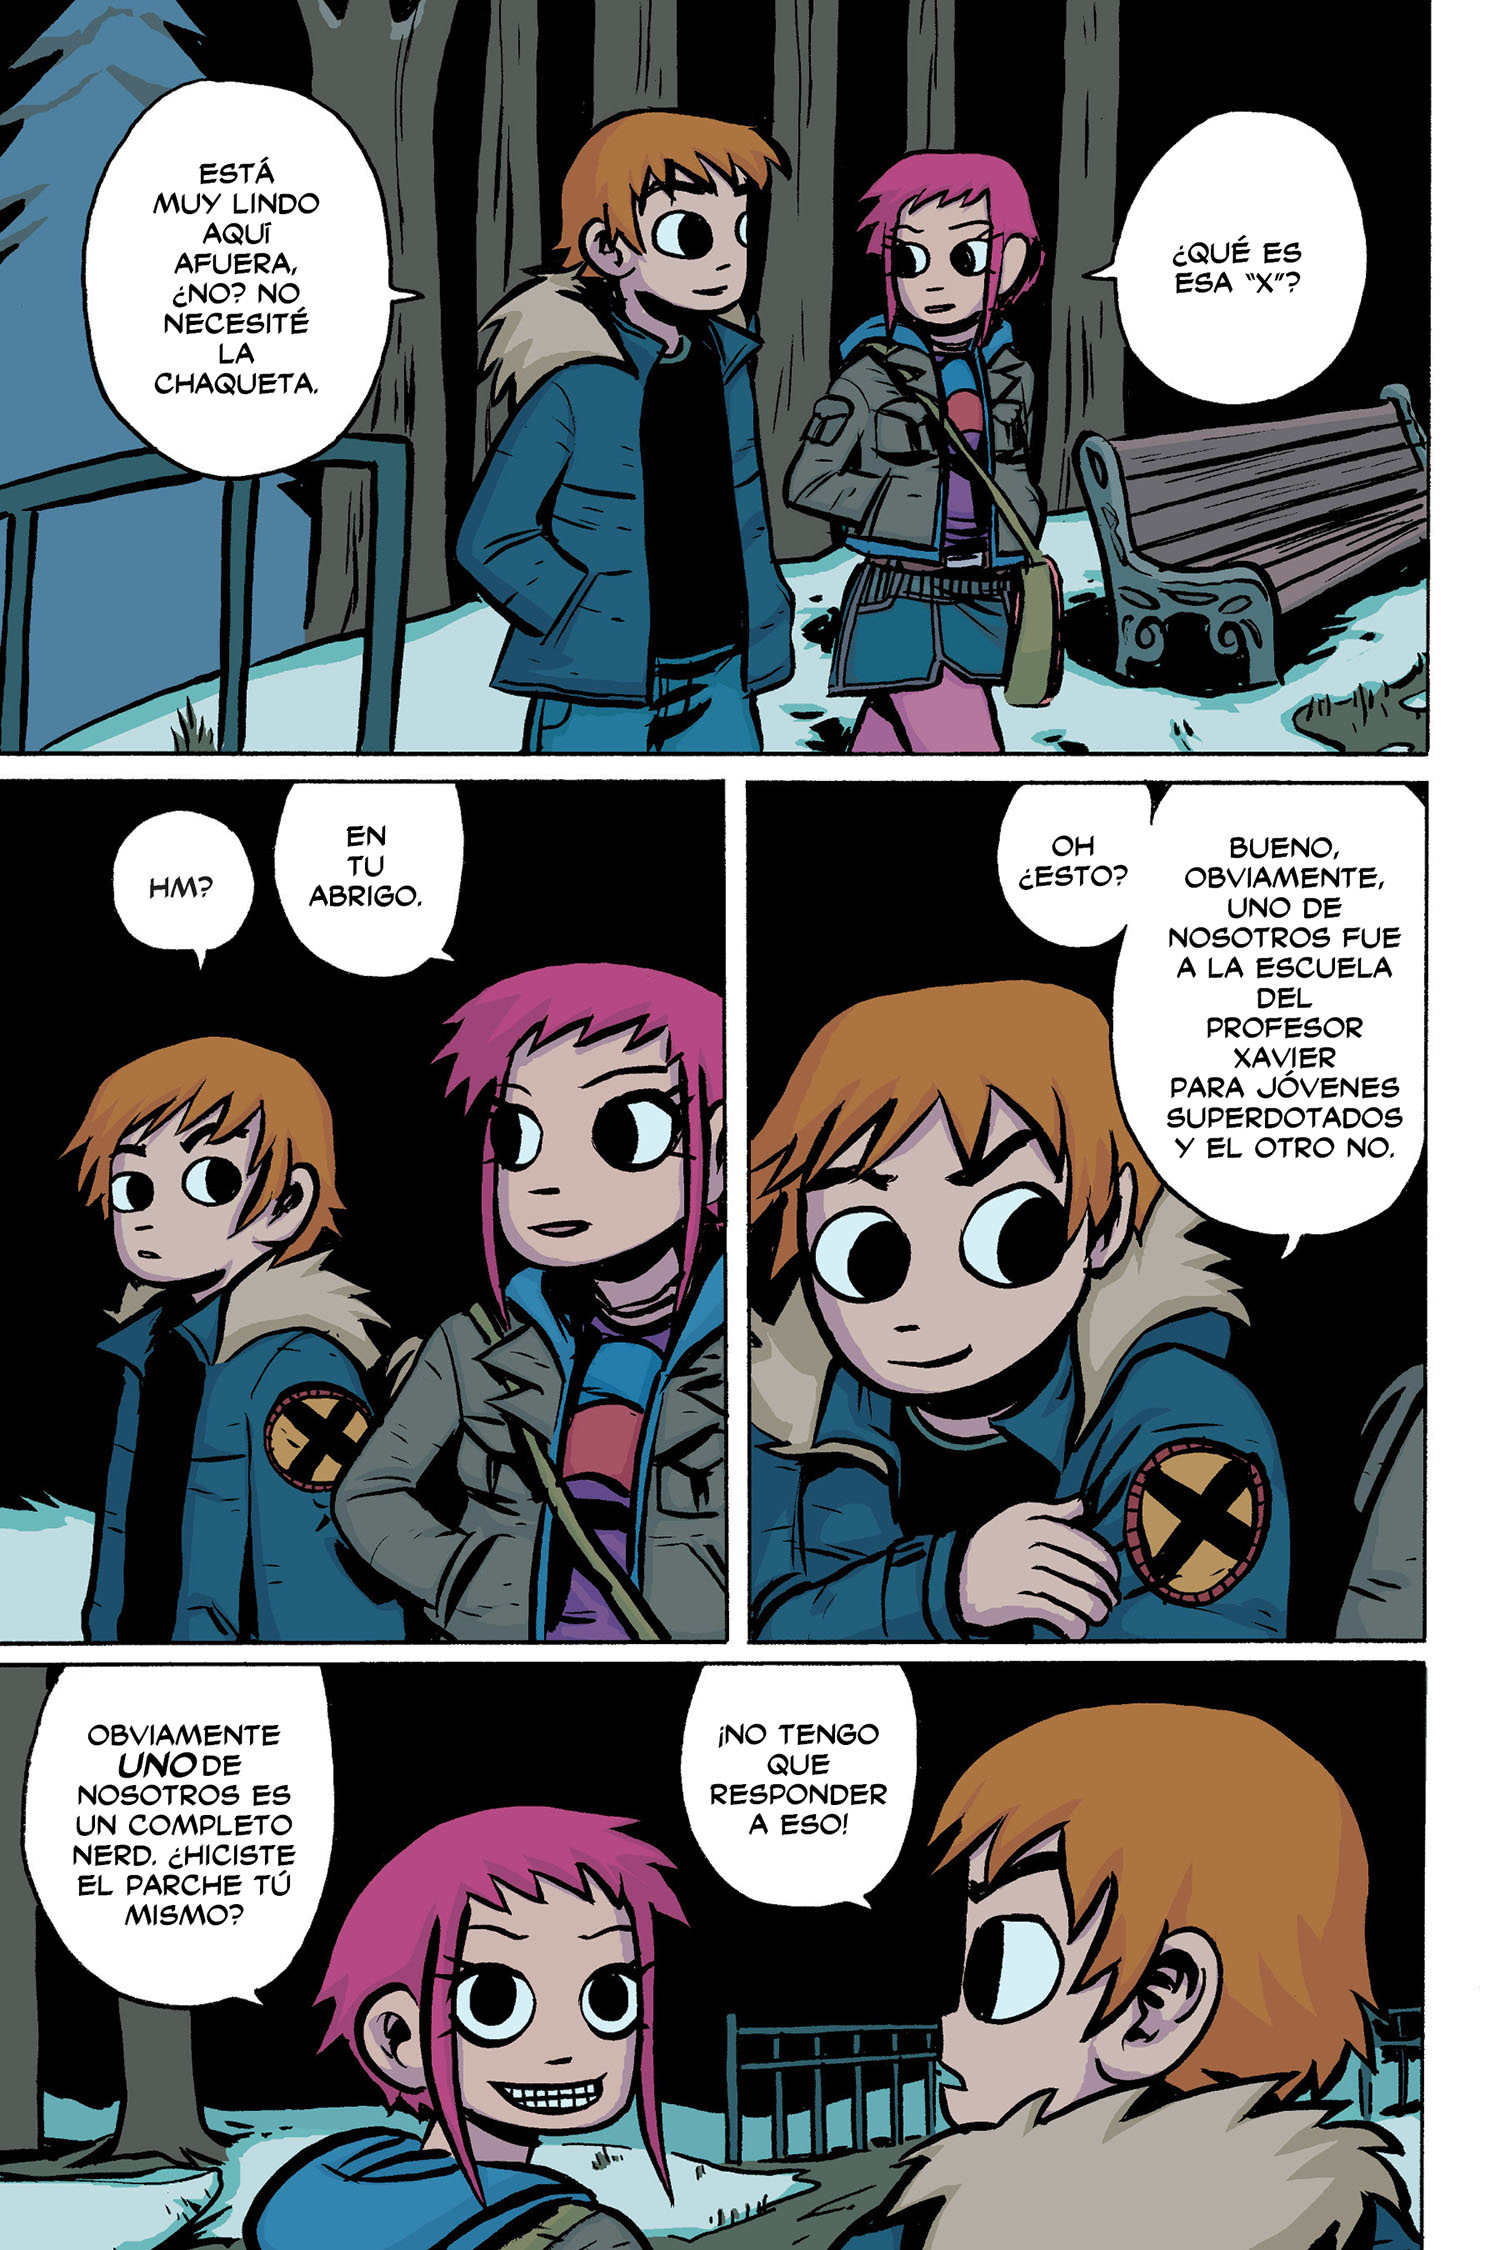 ESTÁ
MUY LINDO
AQUÍ
AFUERA,
¿NO? NO
NECESITÉ
LA
CHAQUETA.
¿QUÉ ES
ESA “X”?
HM?
EN
TU
ABRIGO.
OH
¿ESTO?
BUENO,
OBVIAMENTE,
UNO DE
NOSOTROS FUE
A LA ESCUELA
DEL
PROFESOR
XAVIER
PARA JÓVENES
SUPERDOTADOS
Y EL OTRO NO.
OBVIAMENTE
UNO DE
NOSOTROS ES
UN COMPLETO
NERD. ¿HICISTE
EL PARCHE TÚ
MISMO?
¡NO TENGO
QUE
RESPONDER
A ESO!